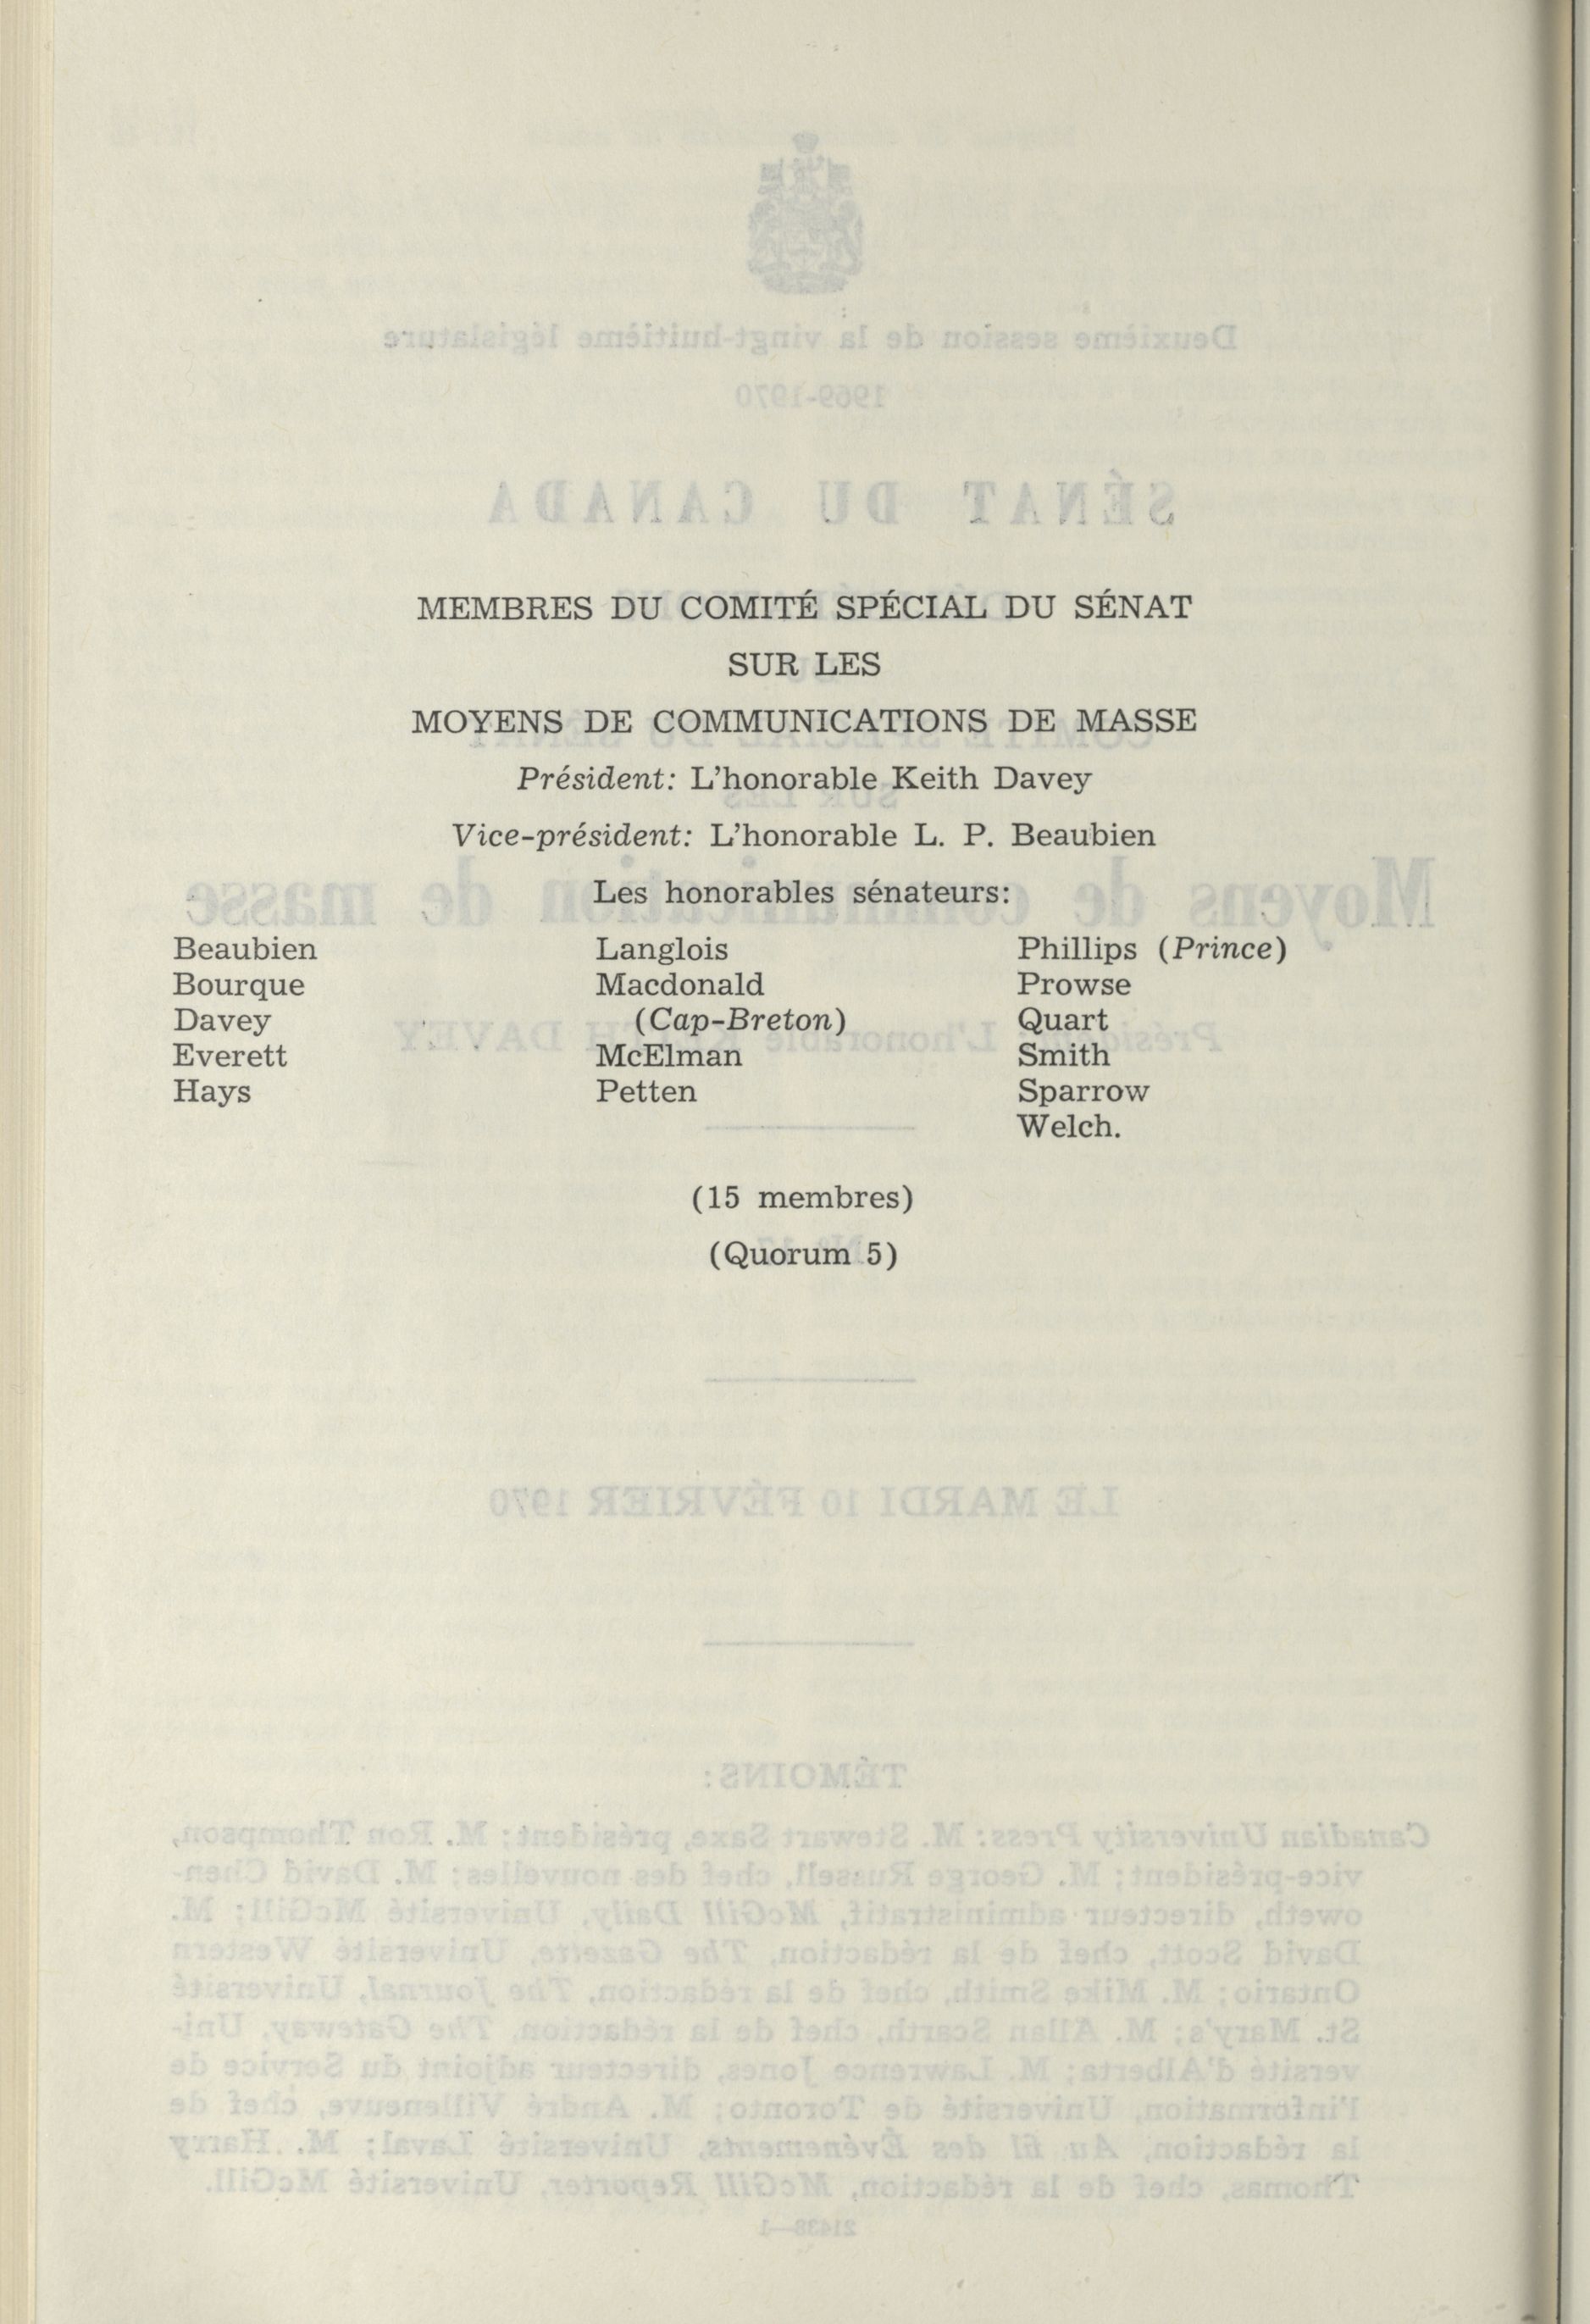 MEMBRES DU COMITÉ SPÉCIAL DU SÉNAT
SUR LES
MOYENS DE COMMUNICATIONS DE MASSE
Président: L'honorable Keith Davey
Vice-président: L'honorable L. P. Beaubien
Les honorables sénateurs:
Beaubien
Bourque
Davey
Everett
Hays
Langlois
Macdonald
(Cap-Breton)
McElman
Petten
Phillips (Prince)
Prowse
Quart
Smith
Sparrow
Welch.
(15 membres)
(Quorum 5)